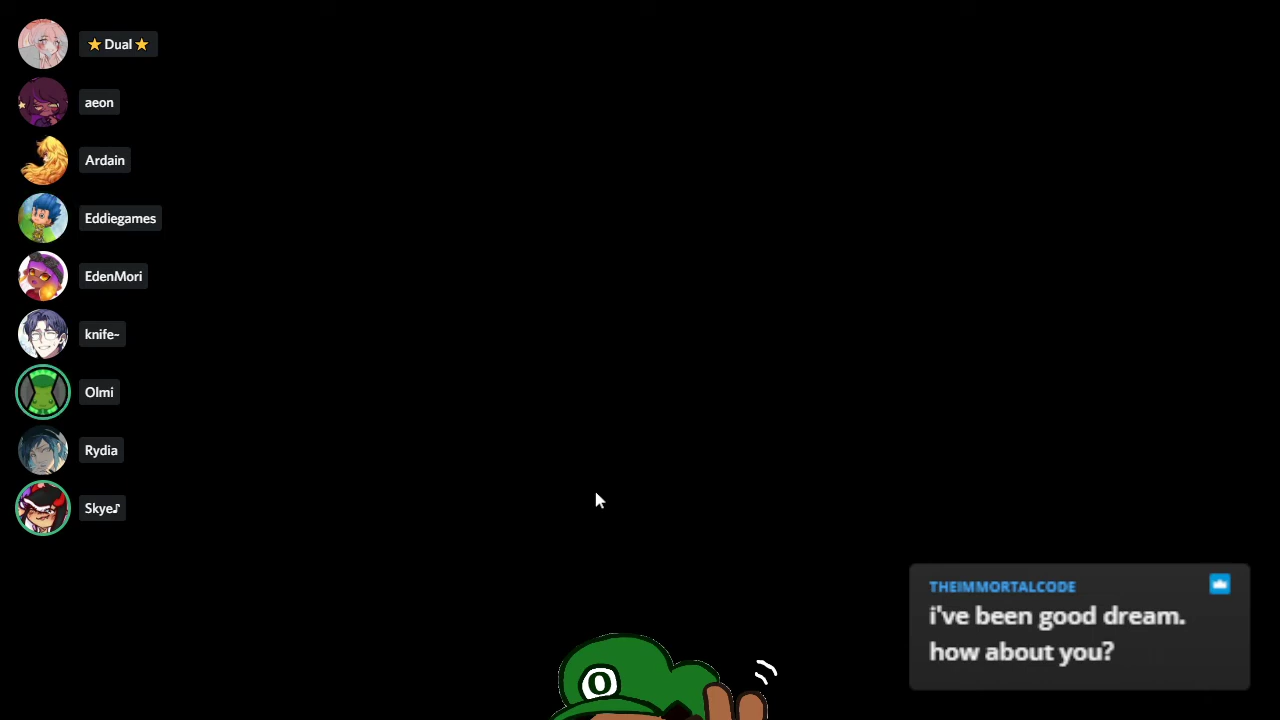 ⭐Dual⭐
aeon
Ardain
Eddiegames
EdenMori
knife~
Olmi
Rydia
Skye♪
THEIMMORTALCODE
i've been good dream.
how about you?
O